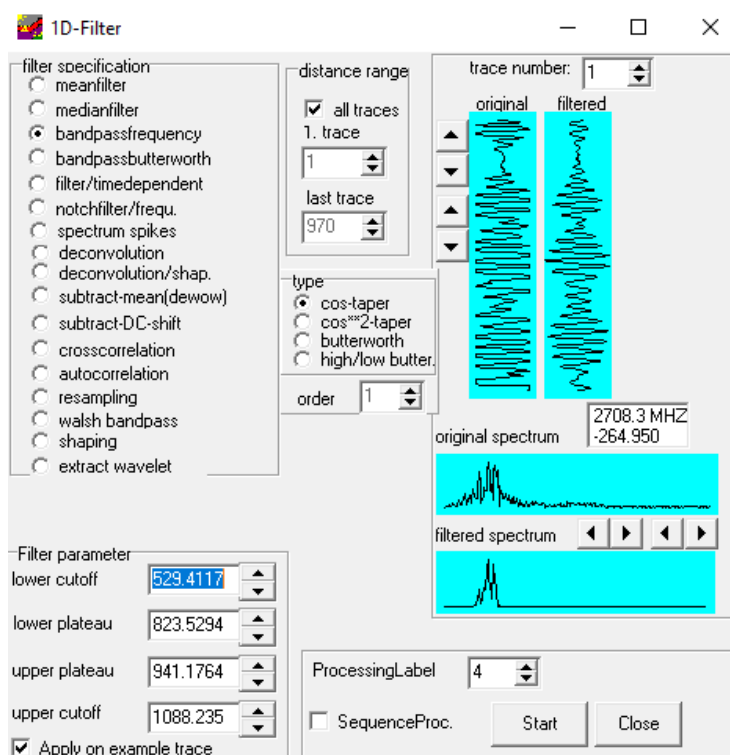 1D-Filter
filter specification
meanfilter
medianfilter
bandpassfrequency
bandpassbutterworth
filter/timedependent
notchfilter/frequ.
spectrum spikes
deconvolution
deconvolution/shap.
subtract-mean(dewow)
subtract-DC-shift
crosscorrelation
autocorrelation
resampling
walsh bandpass
shaping
extract wavelet
distance range
all traces
1. trace
1
last trace
970
type
cos-taper
cos**2-taper
butterworth
high/low butter.
order 1
trace number: 1
original filtered
2708.3 MHZ
-264.950
original spectrum
filtered spectrum
Filter parameter
lower cutoff 529.4117
lower plateau 823.5294
upper plateau 941.1764
upper cutoff 1088.235
Apply on example trace
ProcessingLabel 4
SequenceProc. Start Close